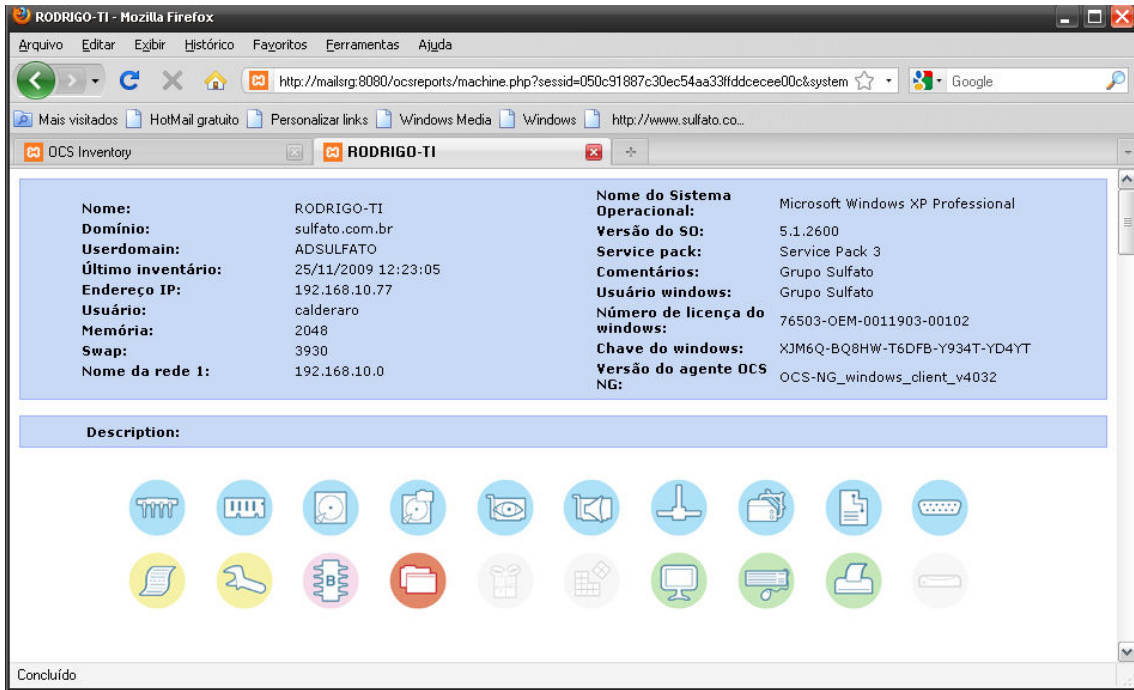 RODRIGO-TI - Mozilla Firefox
Arquivo Editar Exibir Histórico Favoritos Ferramentas Ajuda
http://mailsrg:8080/ocsreports/machine.php?sessid=050c91887c30ec54aa33ffddcecee00c&system
Google
Mais visitados HotMail gratuito Personalizar links Windows Media Windows http://www.sulfato.co...
OCS Inventory RODRIGO-TI
Nome: RODRIGO-TI
Domínio: sulfato.com.br
Userdomain: ADSULFATO
Último inventário: 25/11/2009 12:23:05
Endereço IP: 192.168.10.77
Usuário: calderaro
Memória: 2048
Swap: 3930
Nome da rede 1: 192.168.10.0
Nome do Sistema
Operacional: Microsoft Windows XP Professional
Versão do SO: 5.1.2600
Service pack: Service Pack 3
Comentários: Grupo Sulfato
Usuário windows: Grupo Sulfato
Número de licença do
windows: 76503-OEM-0011903-00102
Chave do windows: XJM6Q-BQ8HW-T6DFB-Y934T-YD4YT
Versão do agente OCS
NG: OCS-NG_windows_client_v4032
Description:
B
Concluído